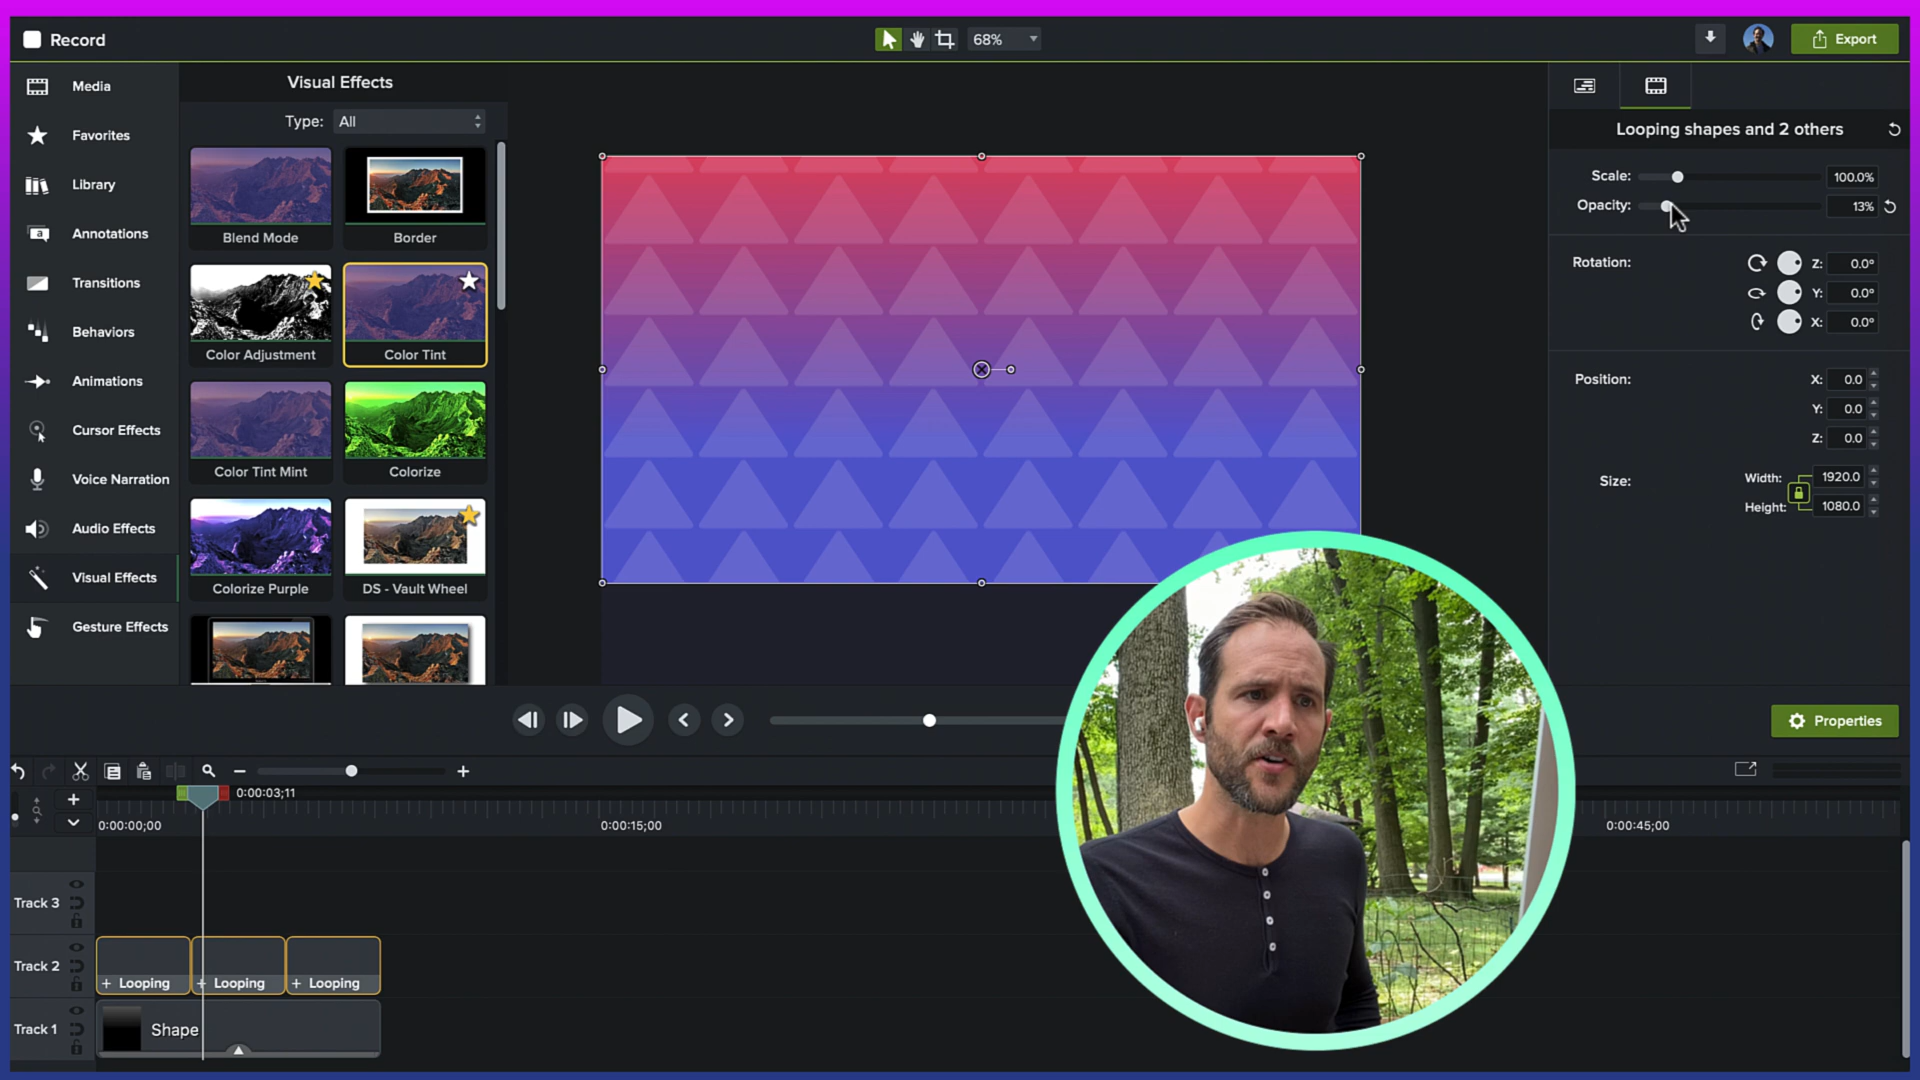 Record
68%
Export
Media
Favorites
Library
Annotations
Transitions
Behaviors
Animations
Cursor Effects
Voice Narration
Audio Effects
Visual Effects
Gesture Effects
Visual Effects
Type: All
Blend Mode
Border
Color Adjustment
Color Tint
Color Tint Mint
Colorize
Colorize Purple
DS - Vault Wheel
Looping shapes and 2 others
Scale: 100.0%
Opacity: 13%
Rotation: Z: 0.0°
Y: 0.0°
X: 0.0°
Position: X: 0.0
Y: 0.0
Z: 0.0
Size: Width: 1920.0
Height: 1080.0
Properties
0:00:03;11
0:00:00;00
0:00:15;00
0:00:45;00
Track 3
Track 2
+ Looping
+ Looping
+ Looping
Track 1
Shape